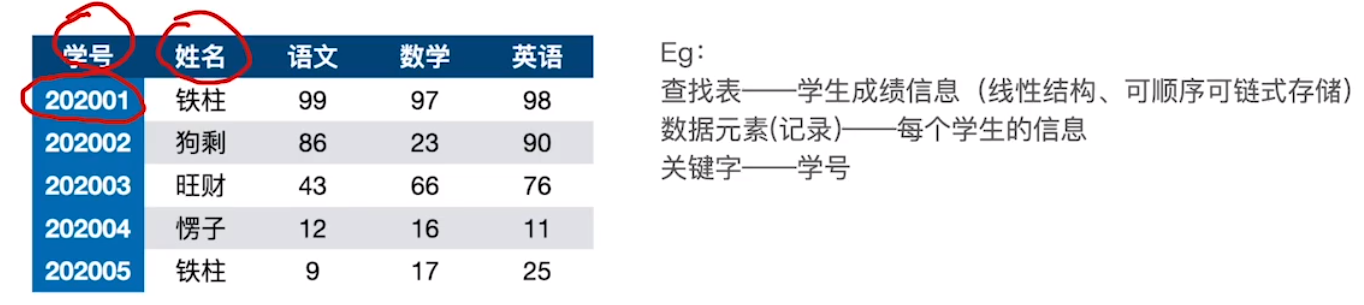 学号 姓名 语文 数学 英语
202001 铁柱 99 97 98
202002 狗剩 86 23 90
202003 旺财 43 66 76
202004 愣子 12 16 11
202005 铁柱 9 17 25
Eg：
查找表——学生成绩信息（线性结构、可顺序可链式存储）
数据元素(记录)——每个学生的信息
关键字——学号